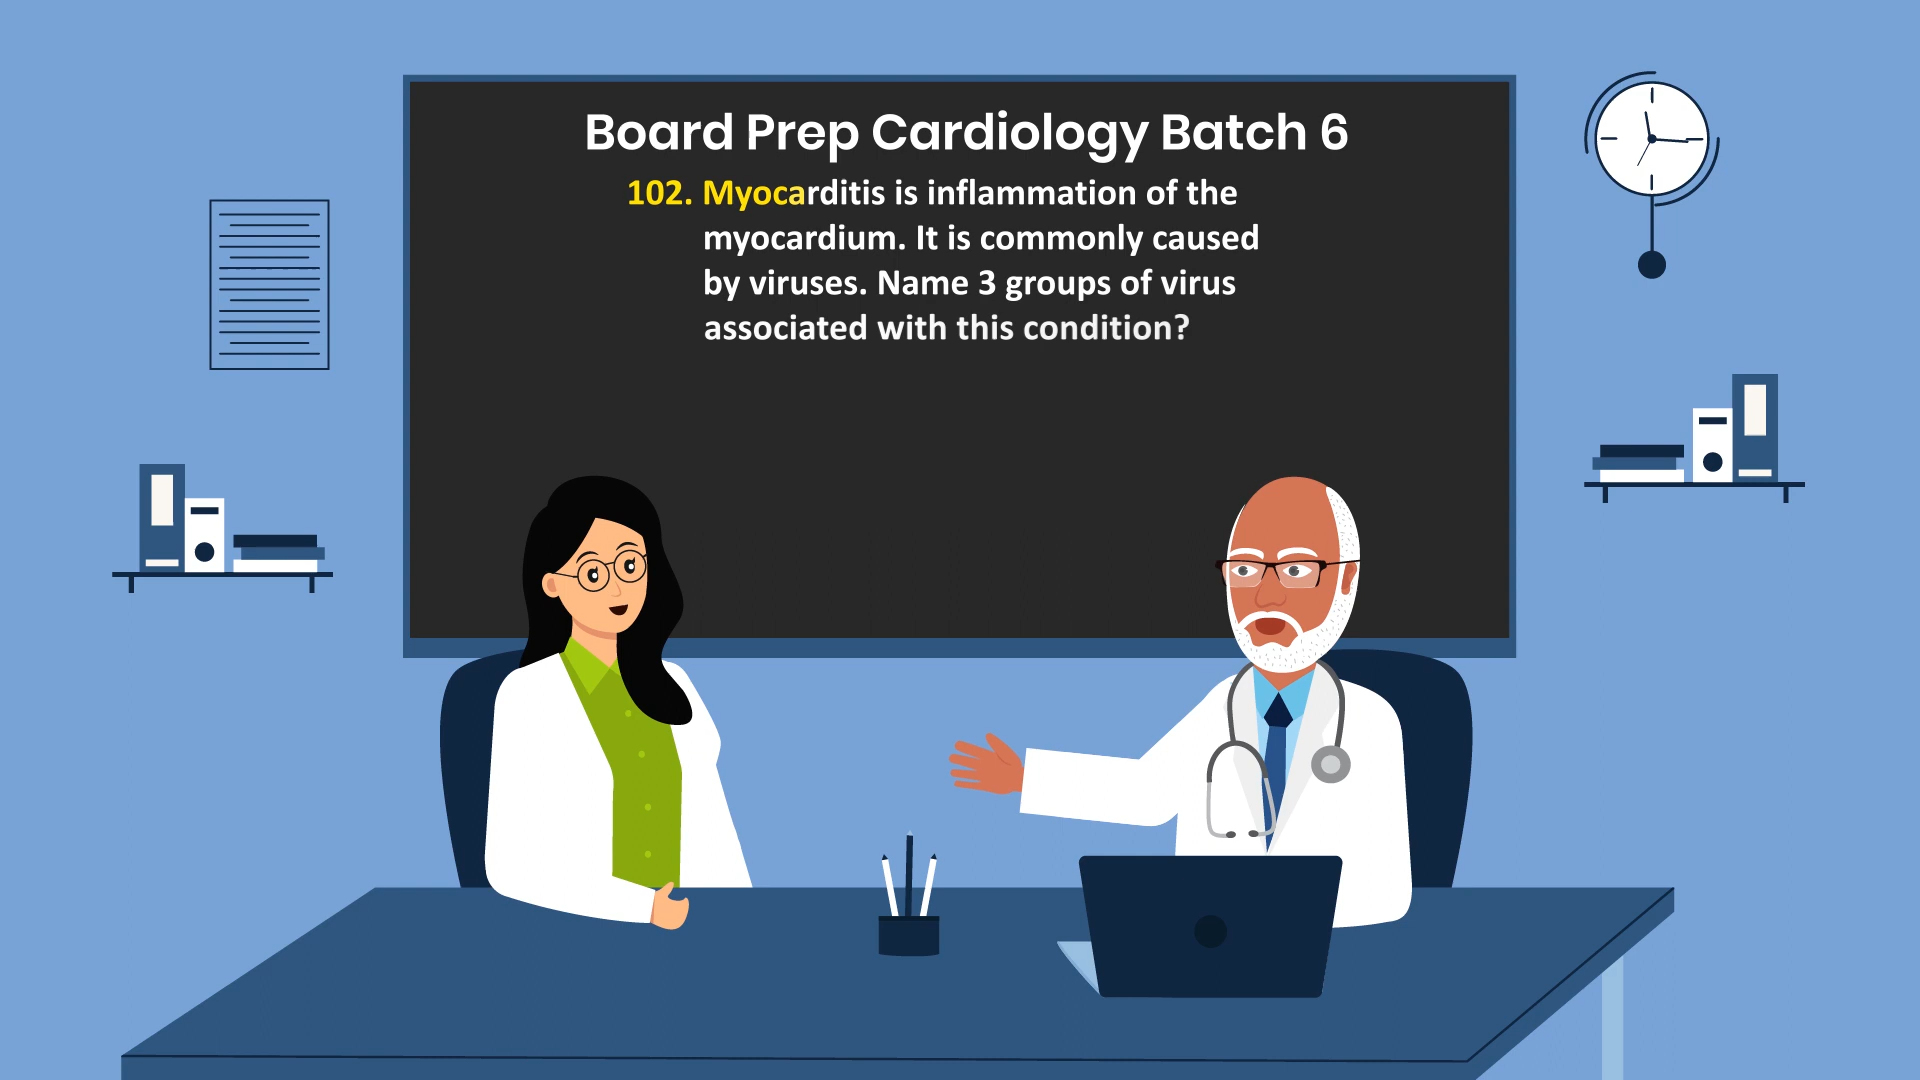 Board Prep Cardiology Batch 6
102. Myocarditis is inflammation of the
myocardium. It is commonly caused
by viruses. Name 3 groups of virus
associated with this condition?